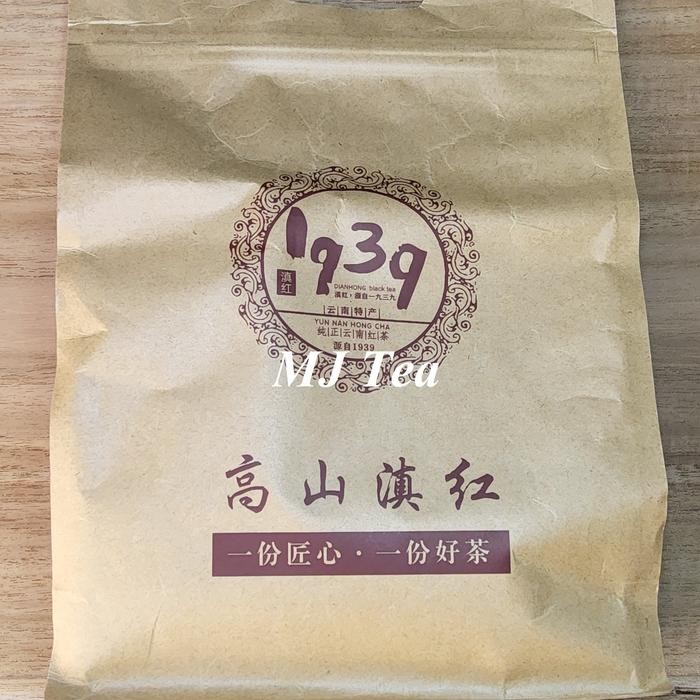 1939
滇红
DIANHONG black tea
滇红·源自一九三九
云南特产
YUN NAN HONG CHA
纯正云南红茶
源自1939
MJ Tea
高山滇红
一份匠心·一份好茶